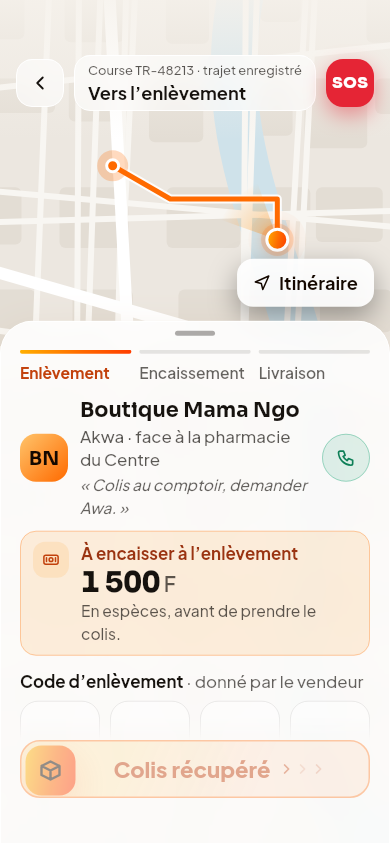 Course TR-48213 · trajet enregistré
Vers l’enlèvement
SOS
Itinéraire
Enlèvement
Encaissement
Livraison
Boutique Mama Ngo
BN
Akwa · face à la pharmacie
du Centre
« Colis au comptoir, demander
Awa. »
À encaisser à l’enlèvement
1 500 F
En espèces, avant de prendre le
colis.
Code d’enlèvement · donné par le vendeur
Colis récupéré